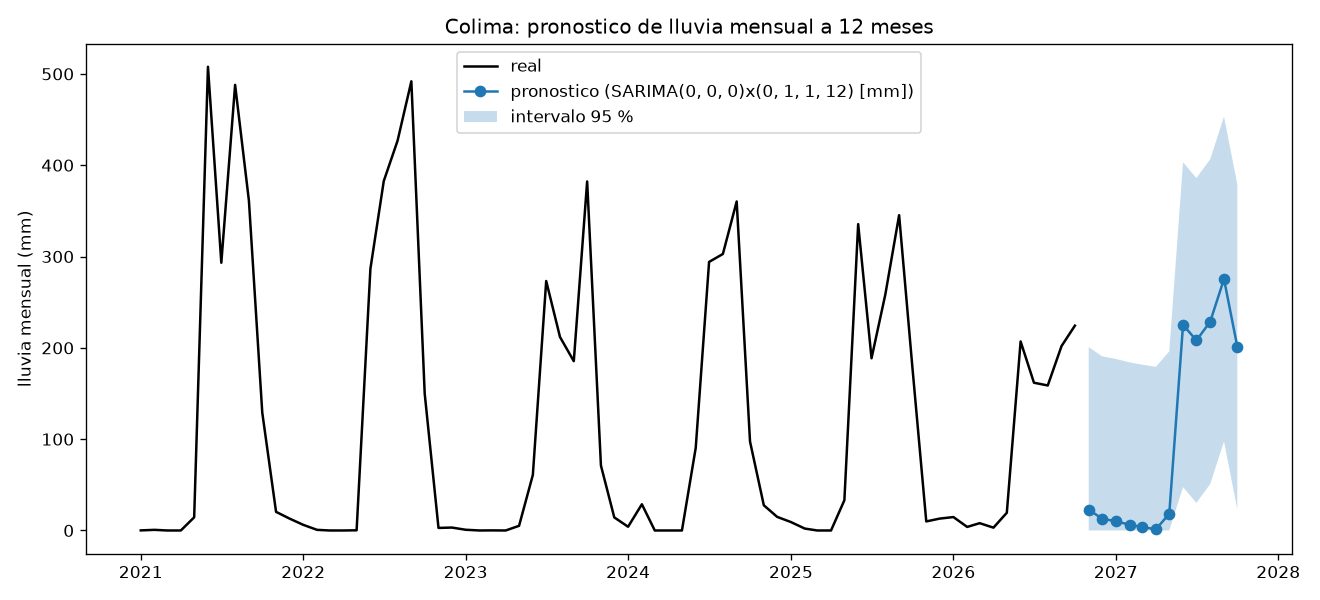 Colima: pronostico de lluvia mensual a 12 meses
real
pronostico (SARIMA(0, 0, 0)x(0, 1, 1, 12) [mm])
intervalo 95 %
lluvia mensual (mm)
500
400
300
200
100
0
2021 2022 2023 2024 2025 2026 2027 2028